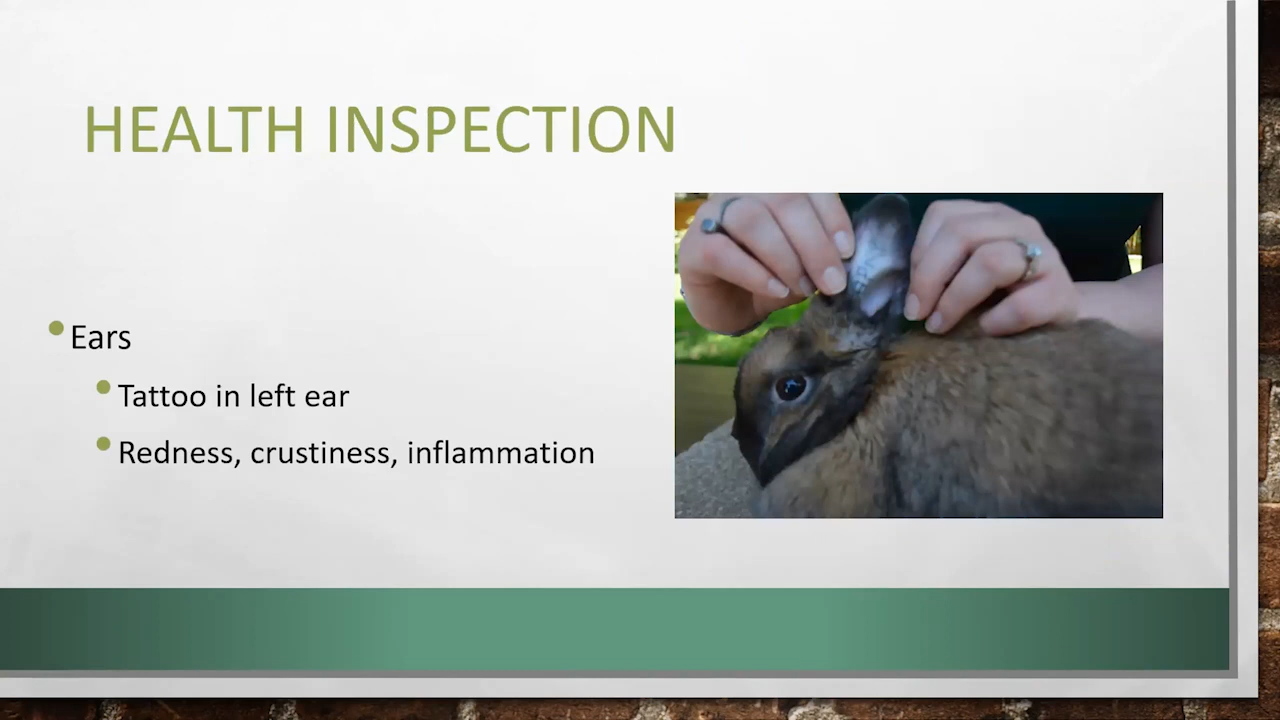 HEALTH INSPECTION
Ears
Tattoo in left ear
Redness, crustiness, inflammation